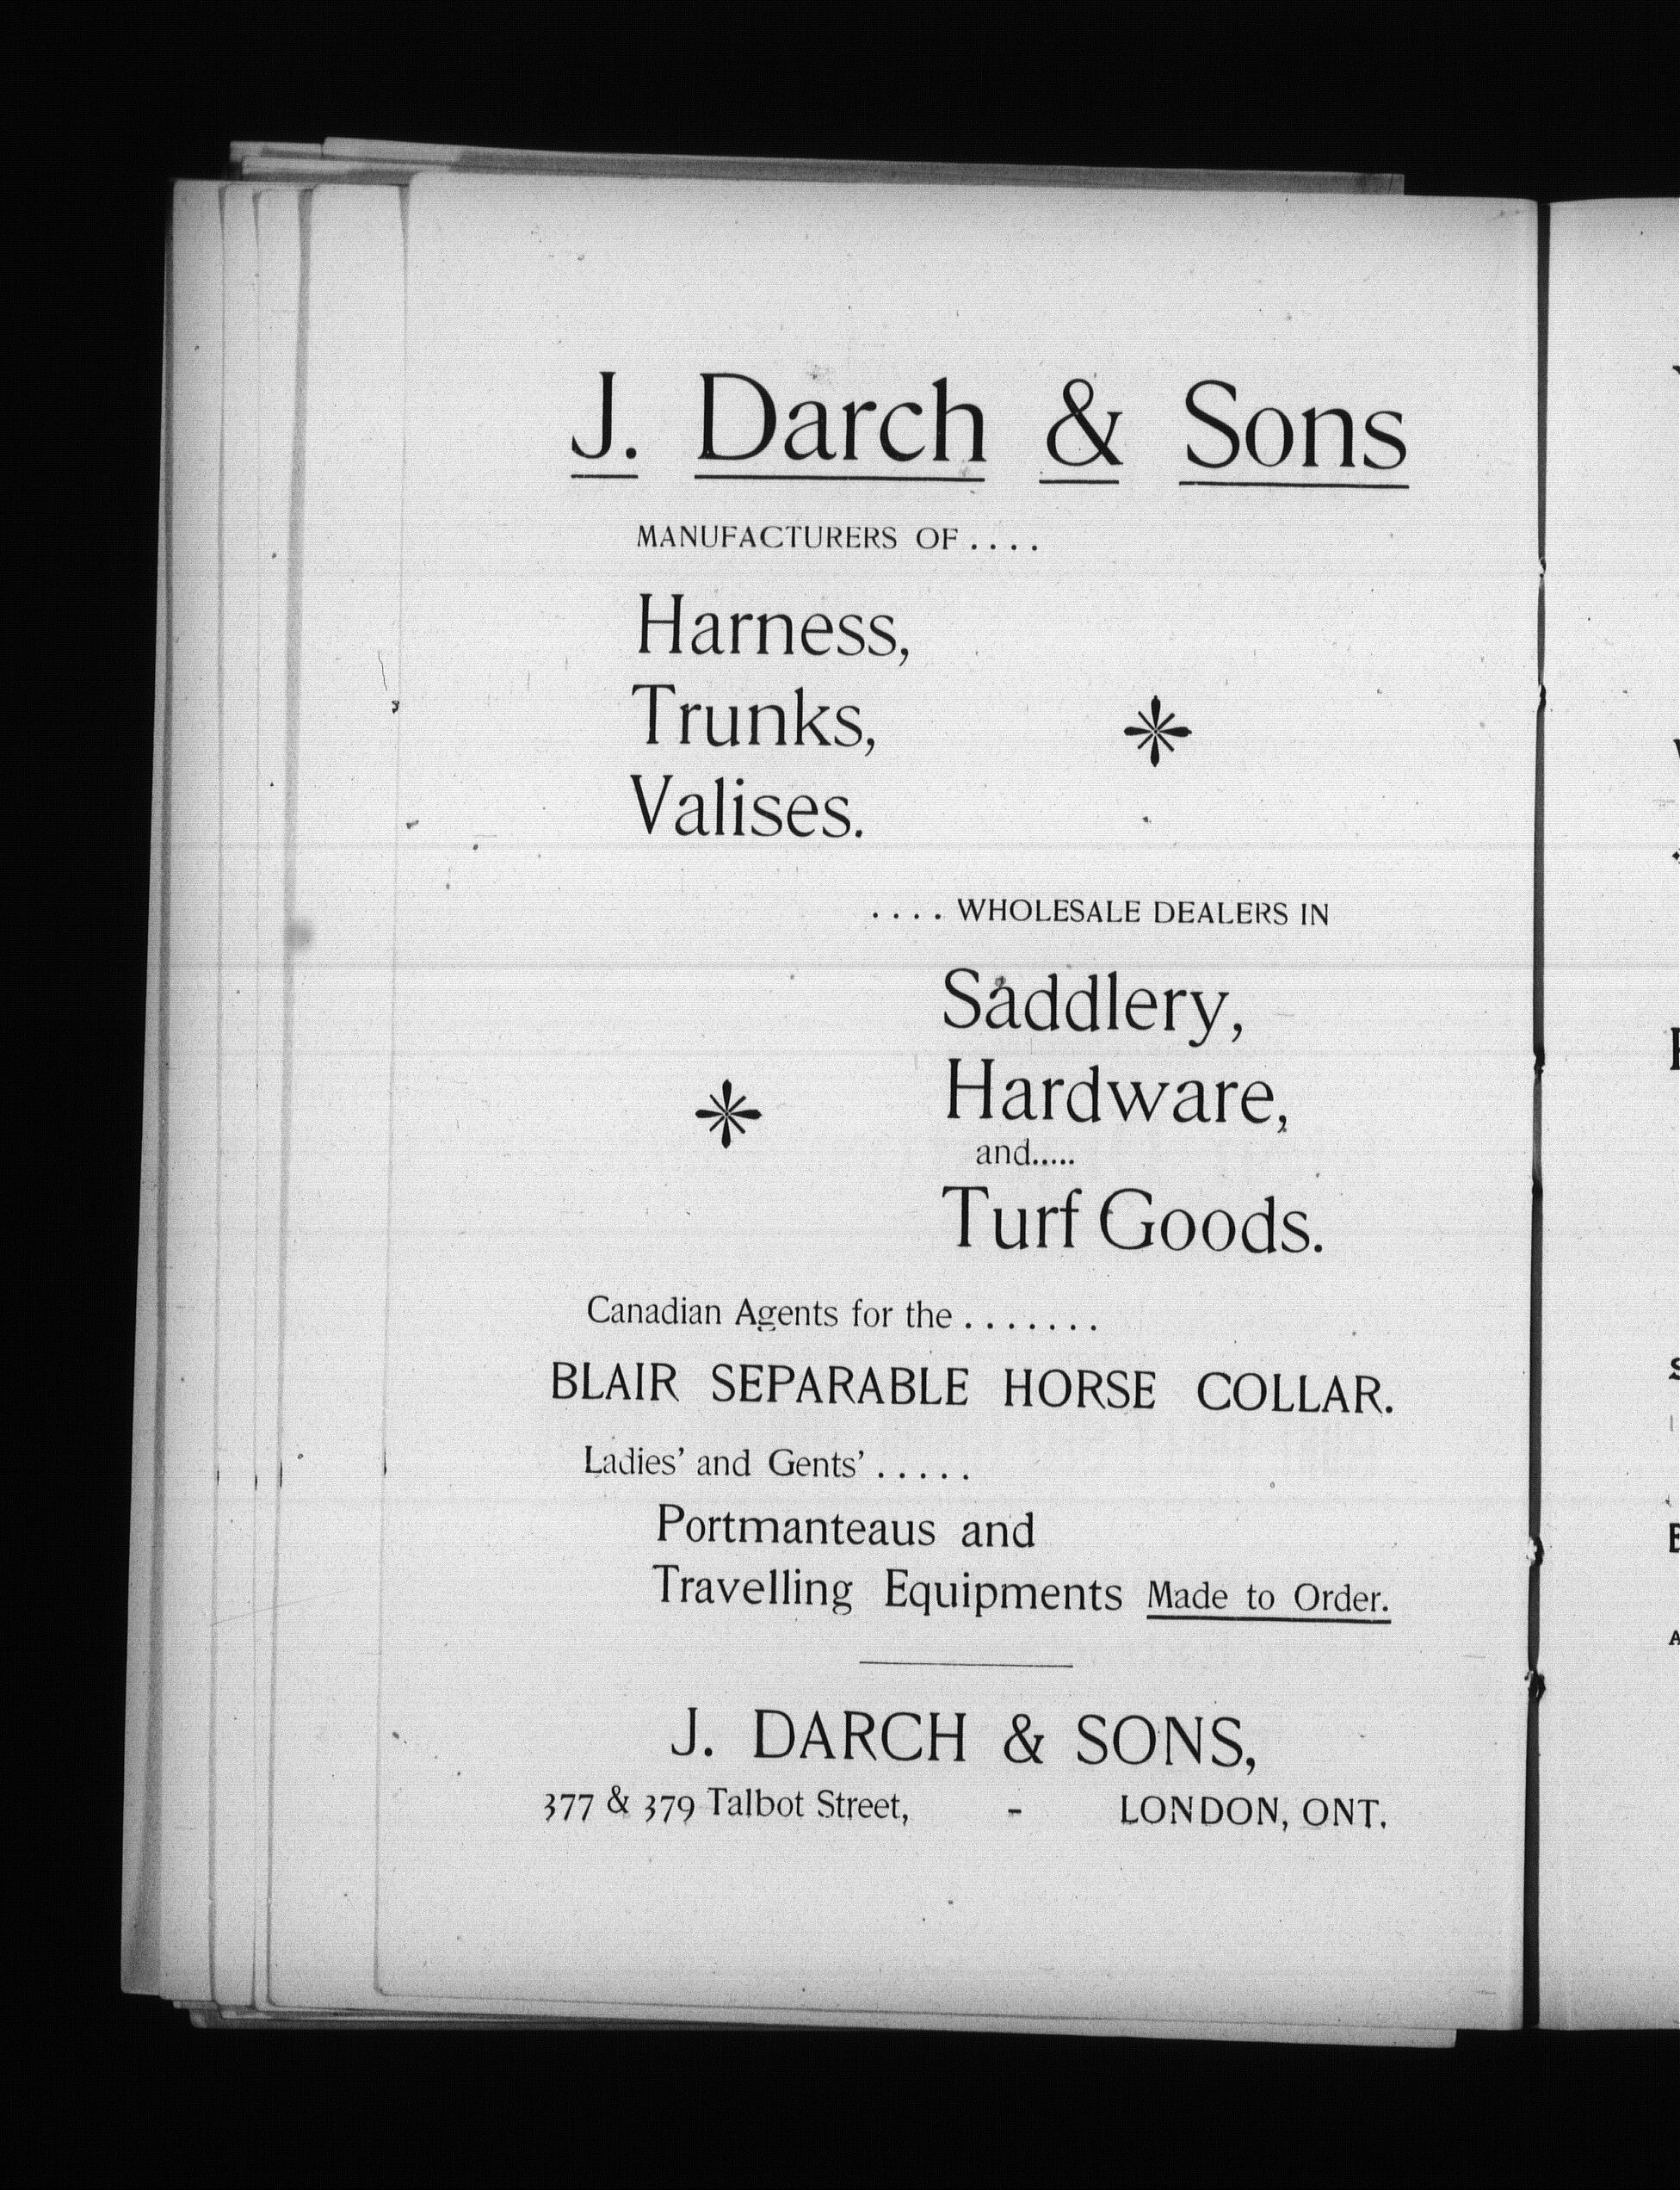 J. Darch & Sons
MANUFACTURERS OF....
Harness,
Trunks,
Valises.
....WHOLESALE DEALERS IN
Saddlery,
Hardware,
and.....
Turf Goods.
Canadian Agents for the.......
BLAIR SEPARABLE HORSE COLLAR.
Ladies' and Gents'.....
Portmanteaus and
Travelling Equipments Made to Order.
J. DARCH & SONS,
377 & 379 Talbot Street, - LONDON, ONT.